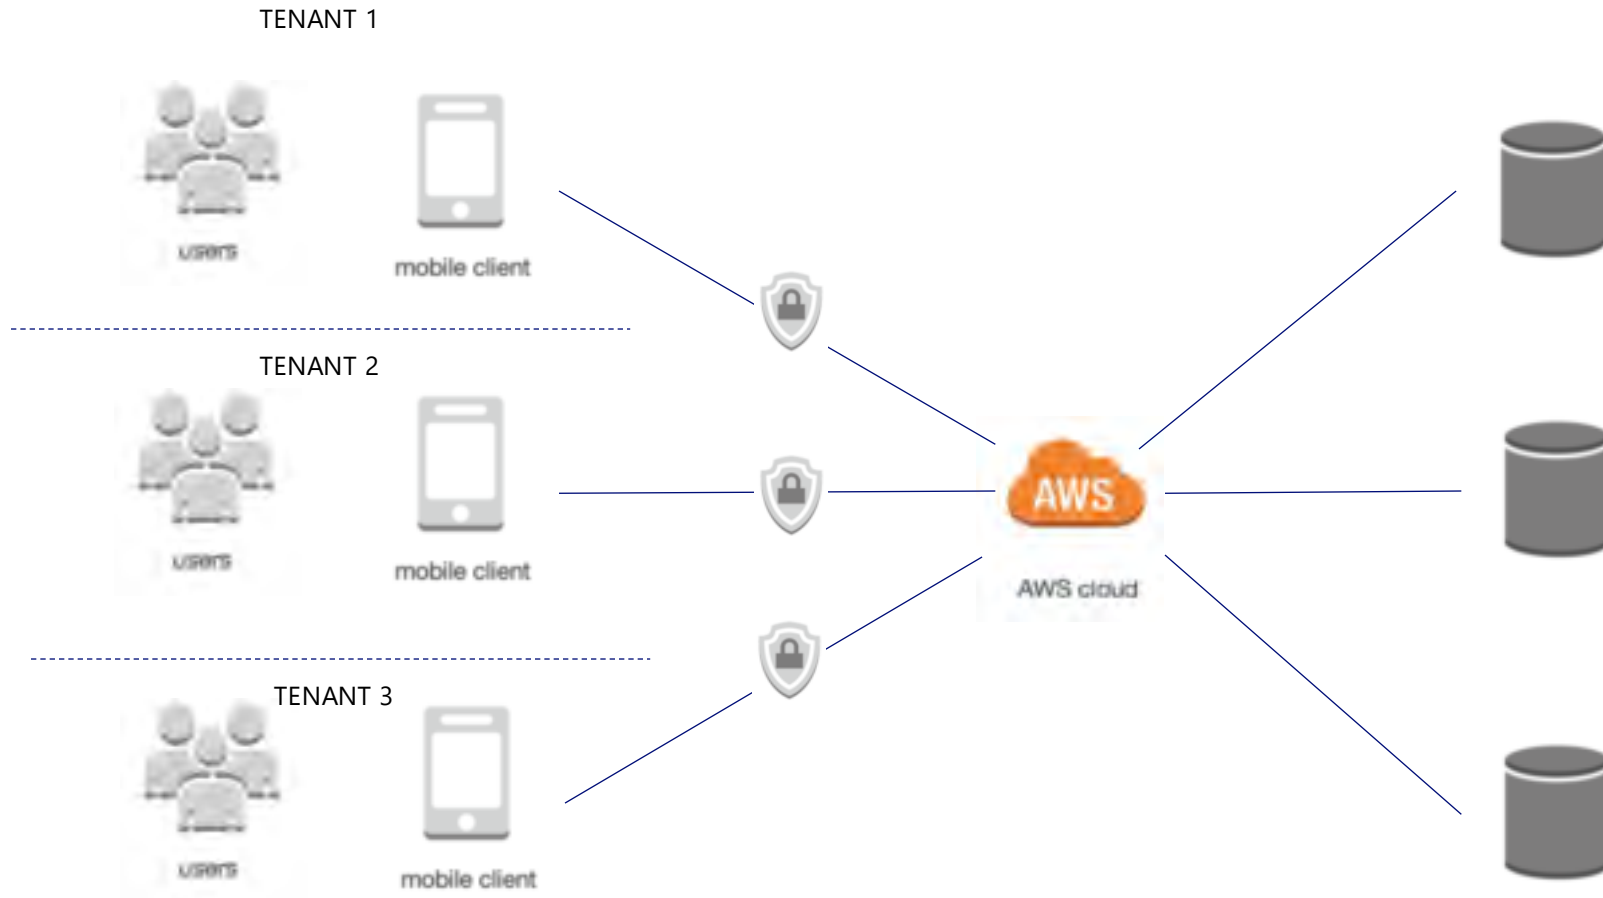 TENANT 1
users
mobile client
TENANT 2
users
mobile client
AWS
AWS cloud
TENANT 3
users
mobile client